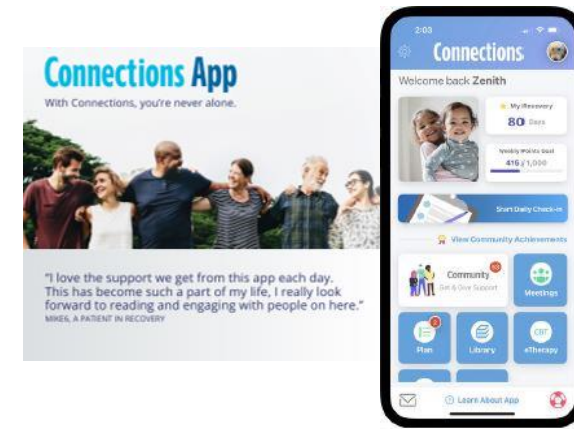 Connections App
With Connections, you're never alone.
"I love the support we get from this app each day.
This has become such a part of my life, I really look
forward to reading and engaging with people on here."
MIKE6, A PATIENT IN RECOVERY
2:03
Connections
Welcome back Zenith
My Recovery
80 Days
Weekly Points Goal
416 / 1,000
Start Daily Check-in
View Community Achievements
Community
Get & Give Support
Meetings
2
Plan
Library
CBT
eTherapy
Learn About App